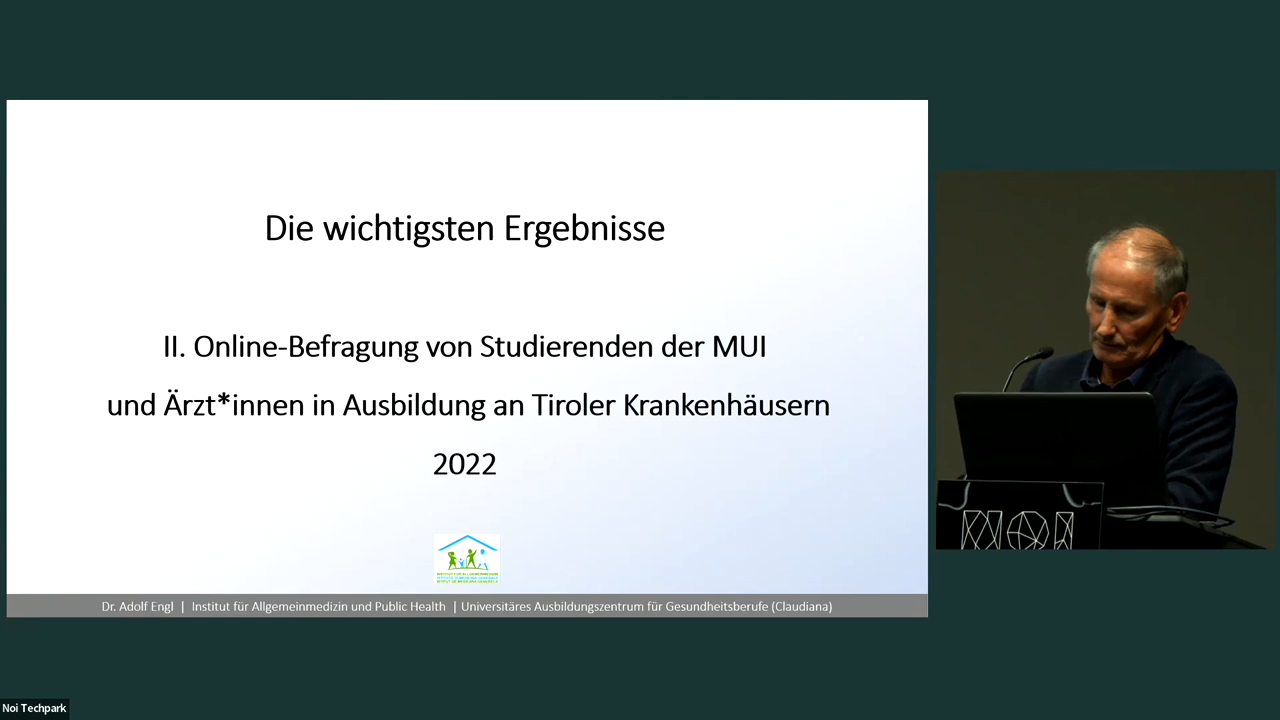 Die wichtigsten Ergebnisse
II. Online-Befragung von Studierenden der MUI
und Ärzt*innen in Ausbildung an Tiroler Krankenhäusern
2022
Dr. Adolf Engl | Institut für Allgemeinmedizin und Public Health | Universitäres Ausbildungszentrum für Gesundheitsberufe (Claudiana)
NOI
Noi Techpark